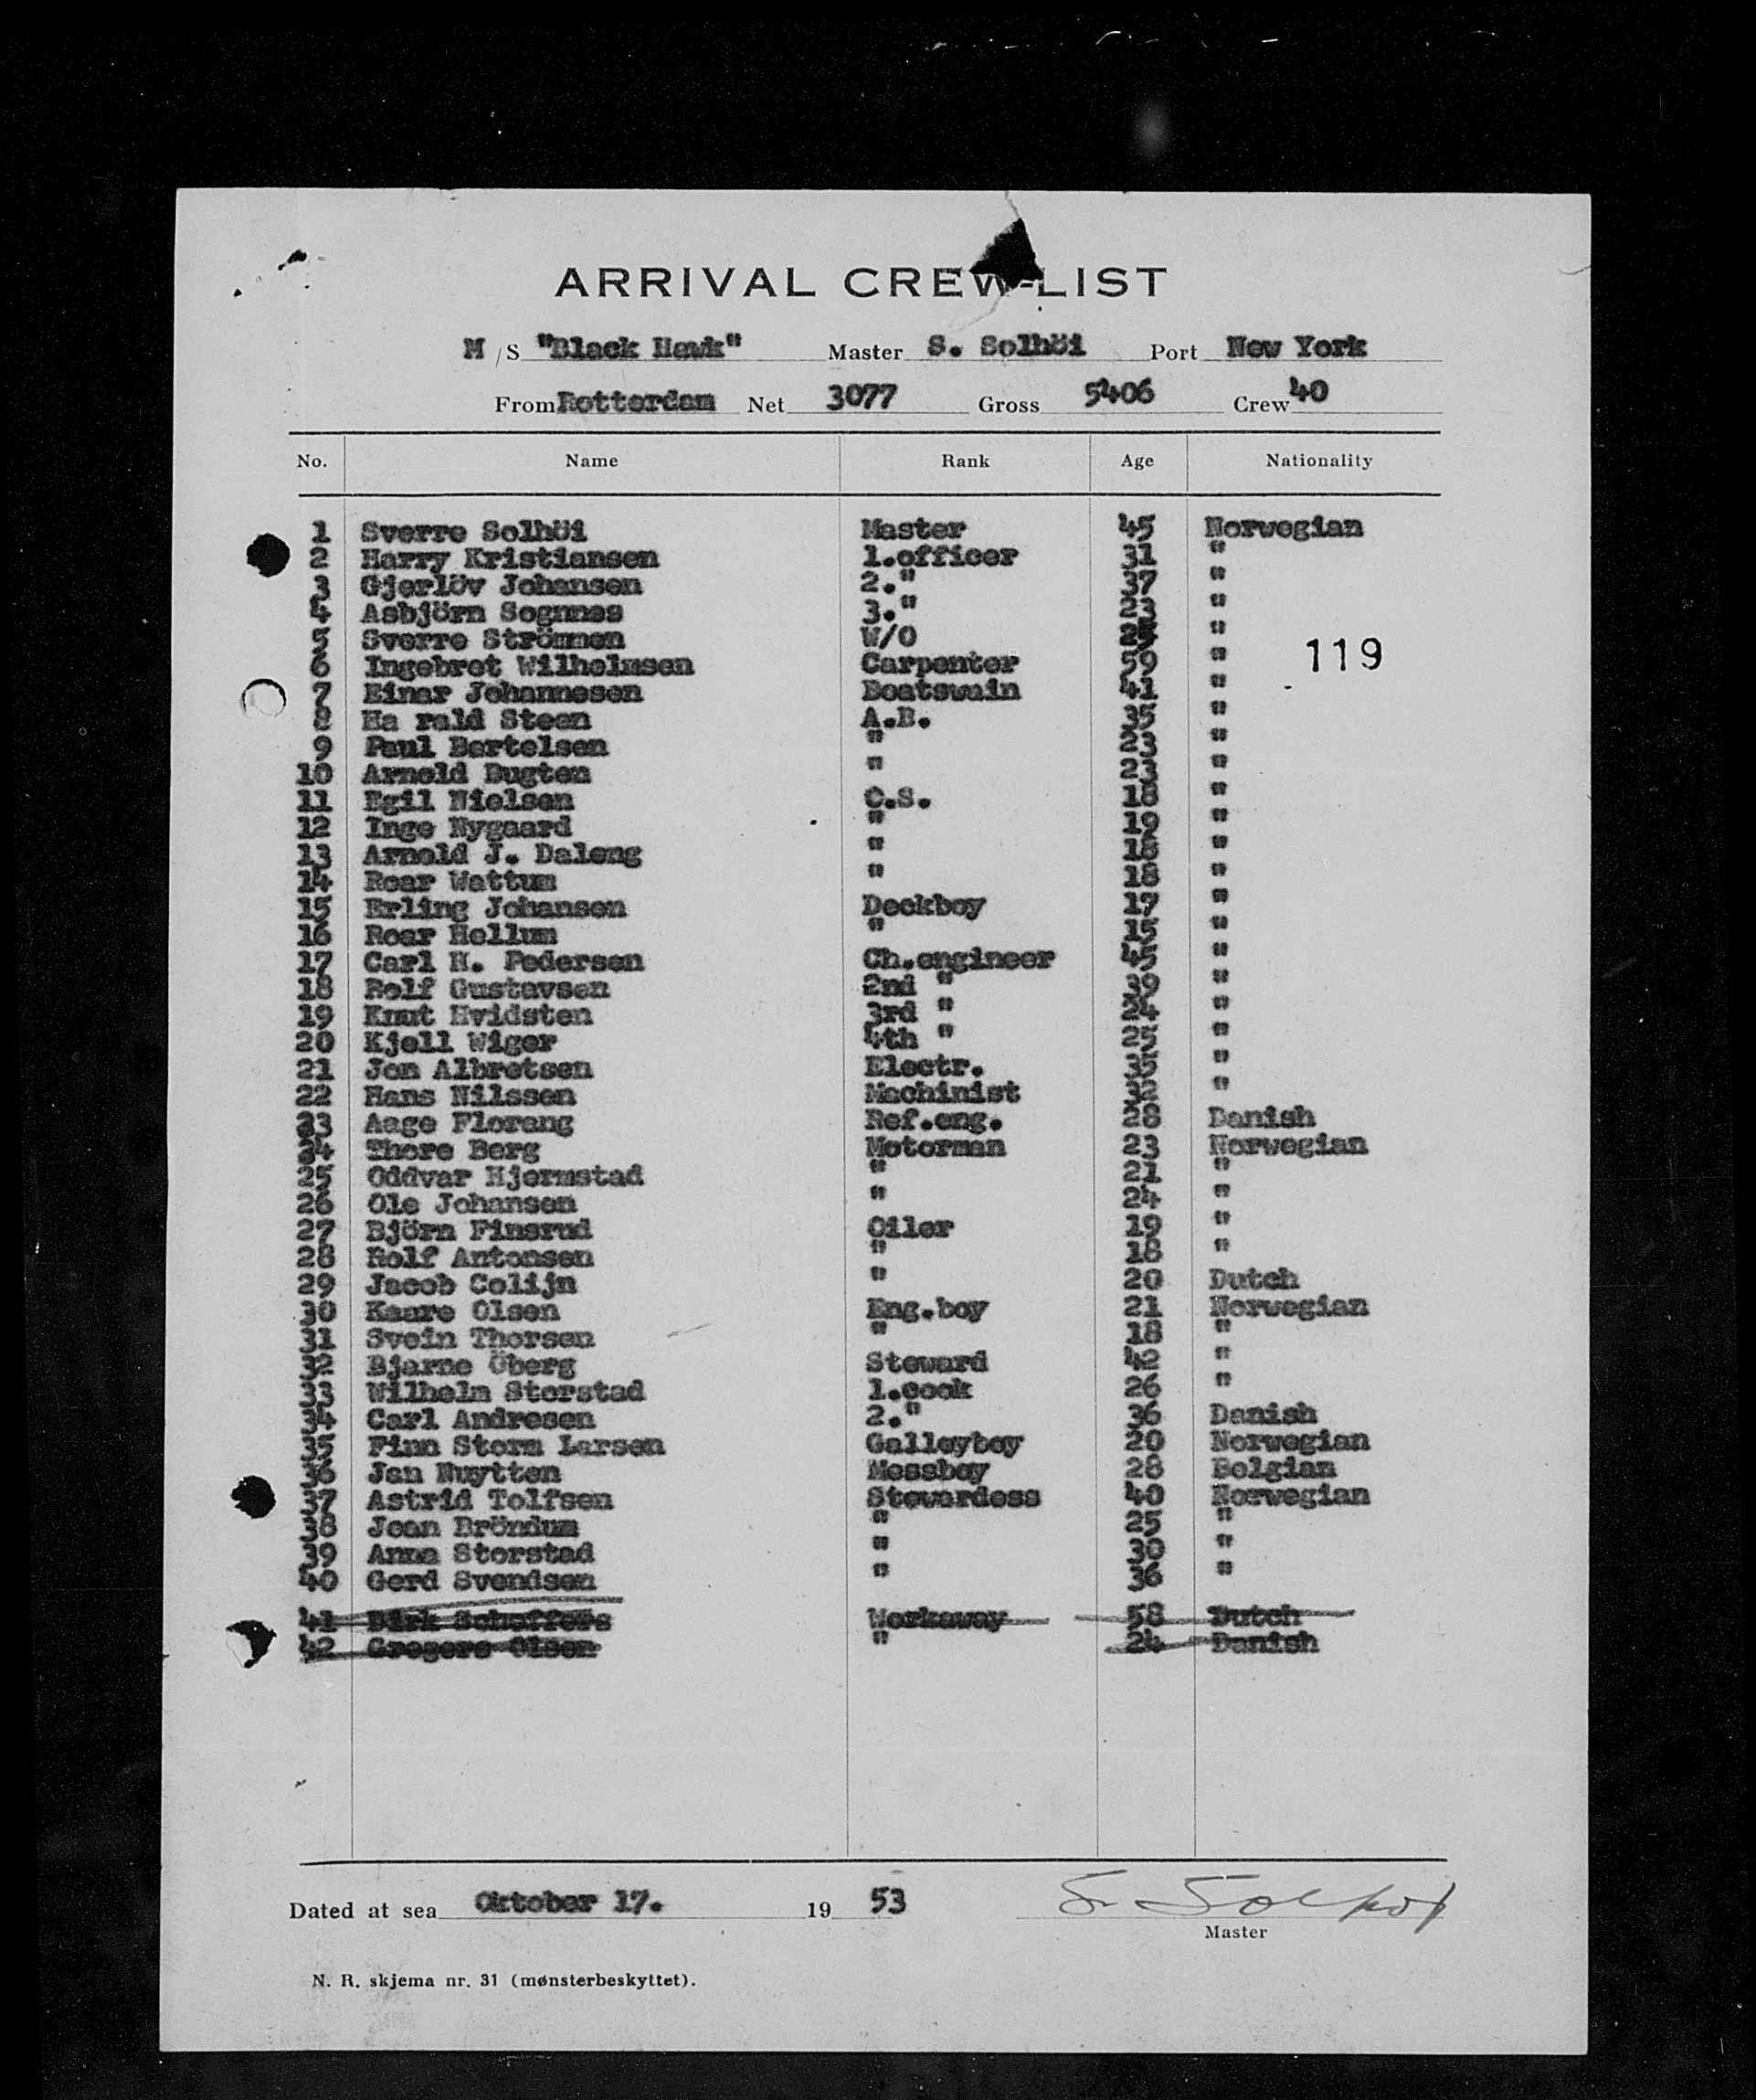 ARRIVAL CREW-LIST
M/S "Black Hawk" Master S. Solhöi Port New York
From Rotterdam Net 3077 Gross 5406 Crew 40
No. Name Rank Age Nationality
1 Sverre Solhöi Master 45 Norwegian
2 Harry Kristiansen 1.officer 31 "
3 Gjerlöv Johansen 2." 37 "
4 Asbjörn Sognnes 3." 23 "
5 Sverre Strömmen W/O "
119
6 Ingebret Wilhelmsen Carpenter 59 "
7 Einar Johannesen Boatswain 41 "
8 Ha rald Steen A.B. 35 "
9 Paul Bertelsen " 23 "
10 Arnold Bugten " 23 "
11 Egil Nielsen O.S. 18 "
12 Inge Nygaard " 19 "
13 Arnold J. Daleng " 18 "
14 Roar Wattum " 18 "
15 Erling Johansen Deckboy 17 "
16 Roar Hellum " 15 "
17 Carl H. Pedersen Ch.engineer 45 "
18 Rolf Gustavsen 2nd " 39 "
19 Knut Hvidsten 3rd " 24 "
20 Kjell Wiger 4th " 25 "
21 Jon Albretsen Electr. 35 "
22 Hans Nilssen Machinist 32 "
23 Aage Florang Ref.eng. 28 Danish
24 Thore Berg Motorman 23 Norwegian
25 Oddvar Hjermstad " 21 "
26 Ole Johansen " 24 "
27 Björn Finsrud Oiler 19 "
28 Rolf Antonsen " 18 "
29 Jacob Colijn " 20 Dutch
30 Kaare Olsen Eng.boy 21 Norwegian
31 Svein Thorsen " 18 "
32 Bjarne Öberg Steward 42 "
33 Wilhelm Storstad 1.cook 26 "
34 Carl Andresen 2." 36 Danish
35 Finn Storm Larsen Galleyboy 20 Norwegian
36 Jan Nuytten Messboy 28 Belgian
37 Astrid Tolfsen Stewardess 40 Norwegian
38 Jean Bröndum " 25 "
39 Anna Storstad " 30 "
40 Gerd Svendsen " 36 "
41 Dirk Scheffers Workaway 58 Dutch
42 Gregers Olsen " 24 Danish
Dated at sea Oktober 17. 19 53 S. Solhöi
Master
N. R. skjema nr. 31 (mønsterbeskyttet).